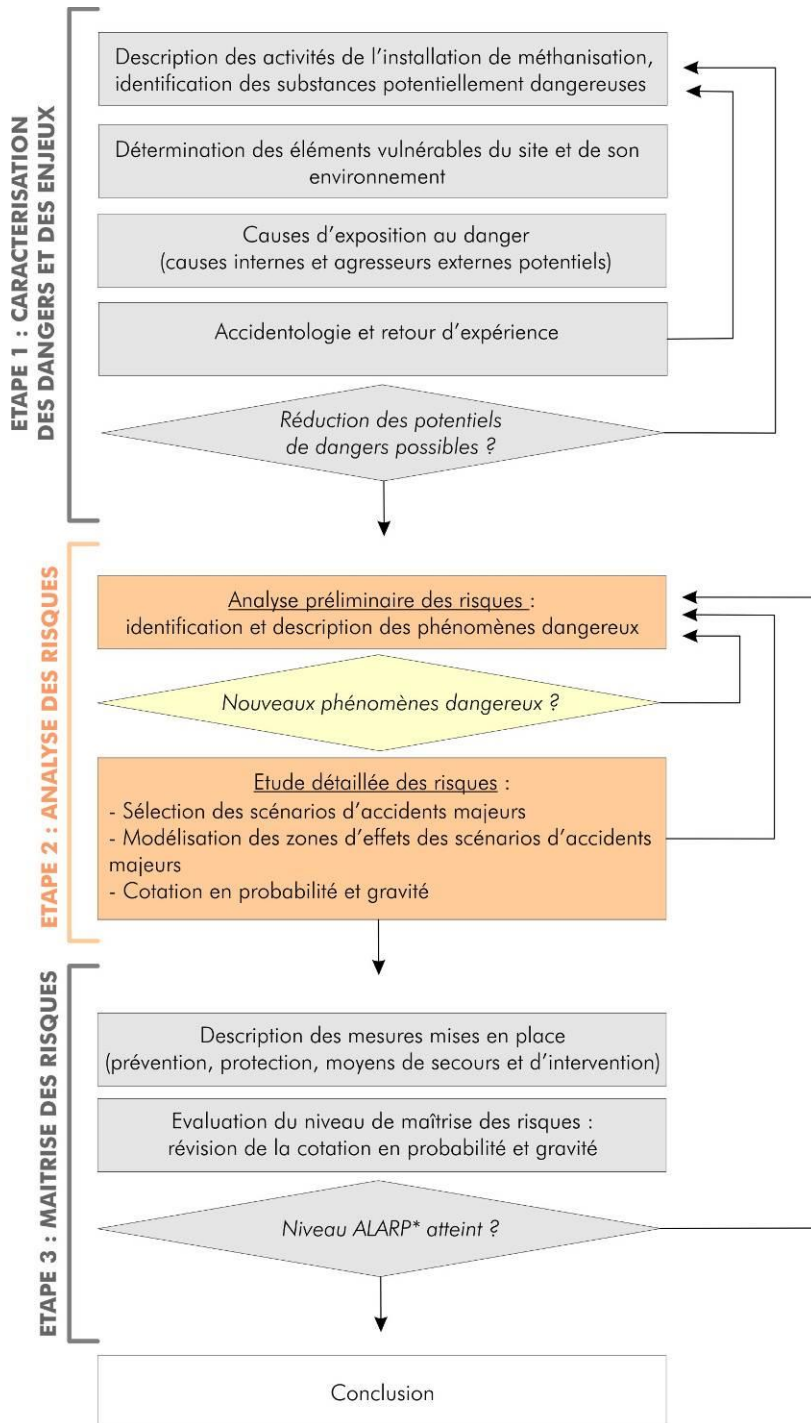 ETAPE 1 : CARACTERISATION
DES DANGERS ET DES ENJEUX
Description des activités de l'installation de méthanisation,
identification des substances potentiellement dangereuses
Détermination des éléments vulnérables du site et de son
environnement
Causes d'exposition au danger
(causes internes et agresseurs externes potentiels)
Accidentologie et retour d'expérience
Réduction des potentiels
de dangers possibles ?
ETAPE 2 : ANALYSE DES RISQUES
Analyse préliminaire des risques :
identification et description des phénomènes dangereux
Nouveaux phénomènes dangereux ?
Etude détaillée des risques :
- Sélection des scénarios d'accidents majeurs
- Modélisation des zones d'effets des scénarios d'accidents
majeurs
- Cotation en probabilité et gravité
ETAPE 3 : MAITRISE DES RISQUES
Description des mesures mises en place
(prévention, protection, moyens de secours et d'intervention)
Evaluation du niveau de maîtrise des risques :
révision de la cotation en probabilité et gravité
Niveau ALARP* atteint ?
Conclusion